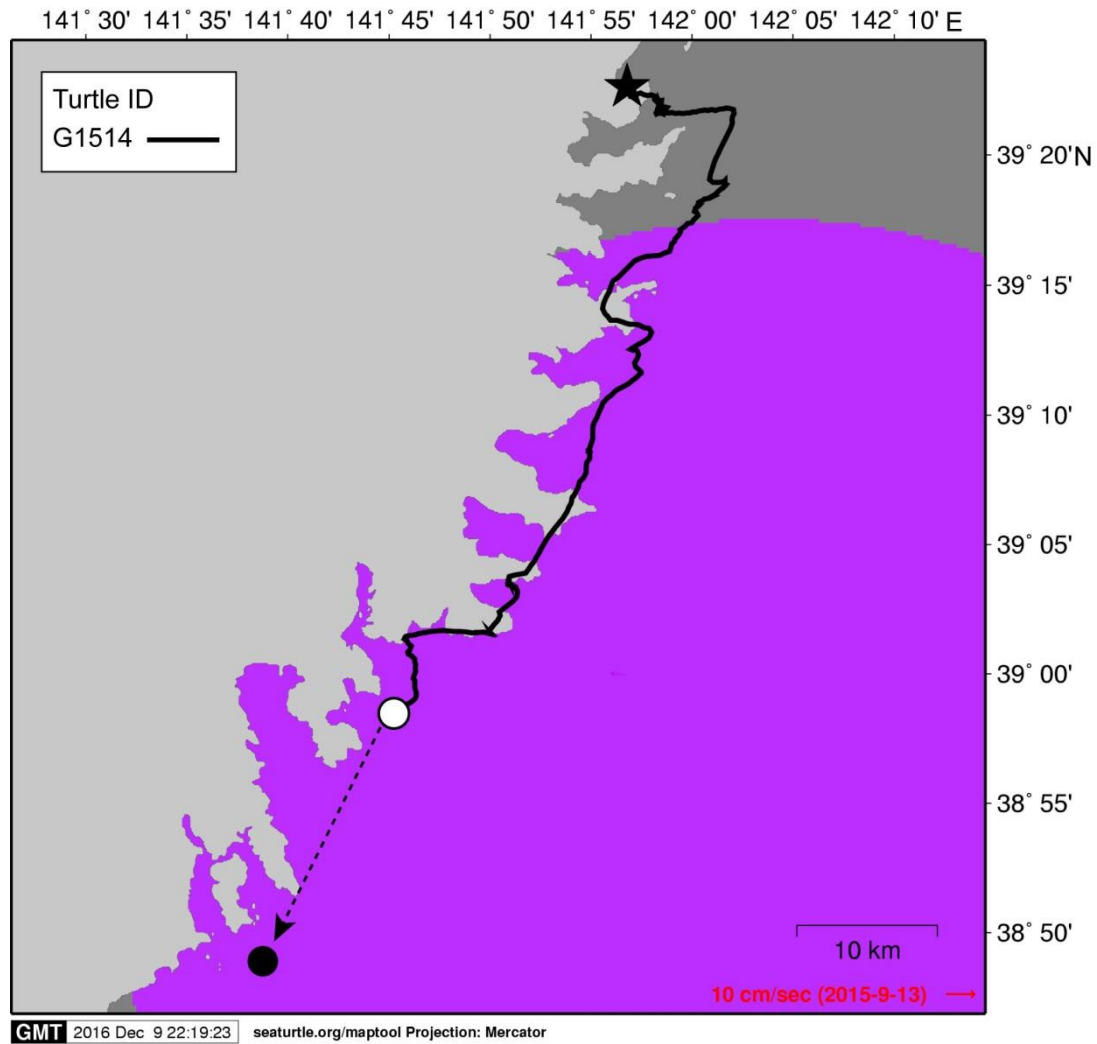 141˚ 30' 141˚ 35' 141˚ 40' 141˚ 45' 141˚ 50' 141˚ 55' 142˚ 00' 142˚ 05' 142˚ 10' E
Turtle ID
G1514
39˚ 20'N
39˚ 15'
39˚ 10'
39˚ 05'
39˚ 00'
38˚ 55'
38˚ 50'
10 km
10 cm/sec (2015-9-13)
GMT 2016 Dec 9 22:19:23 seaturtle.org/maptool Projection: Mercator